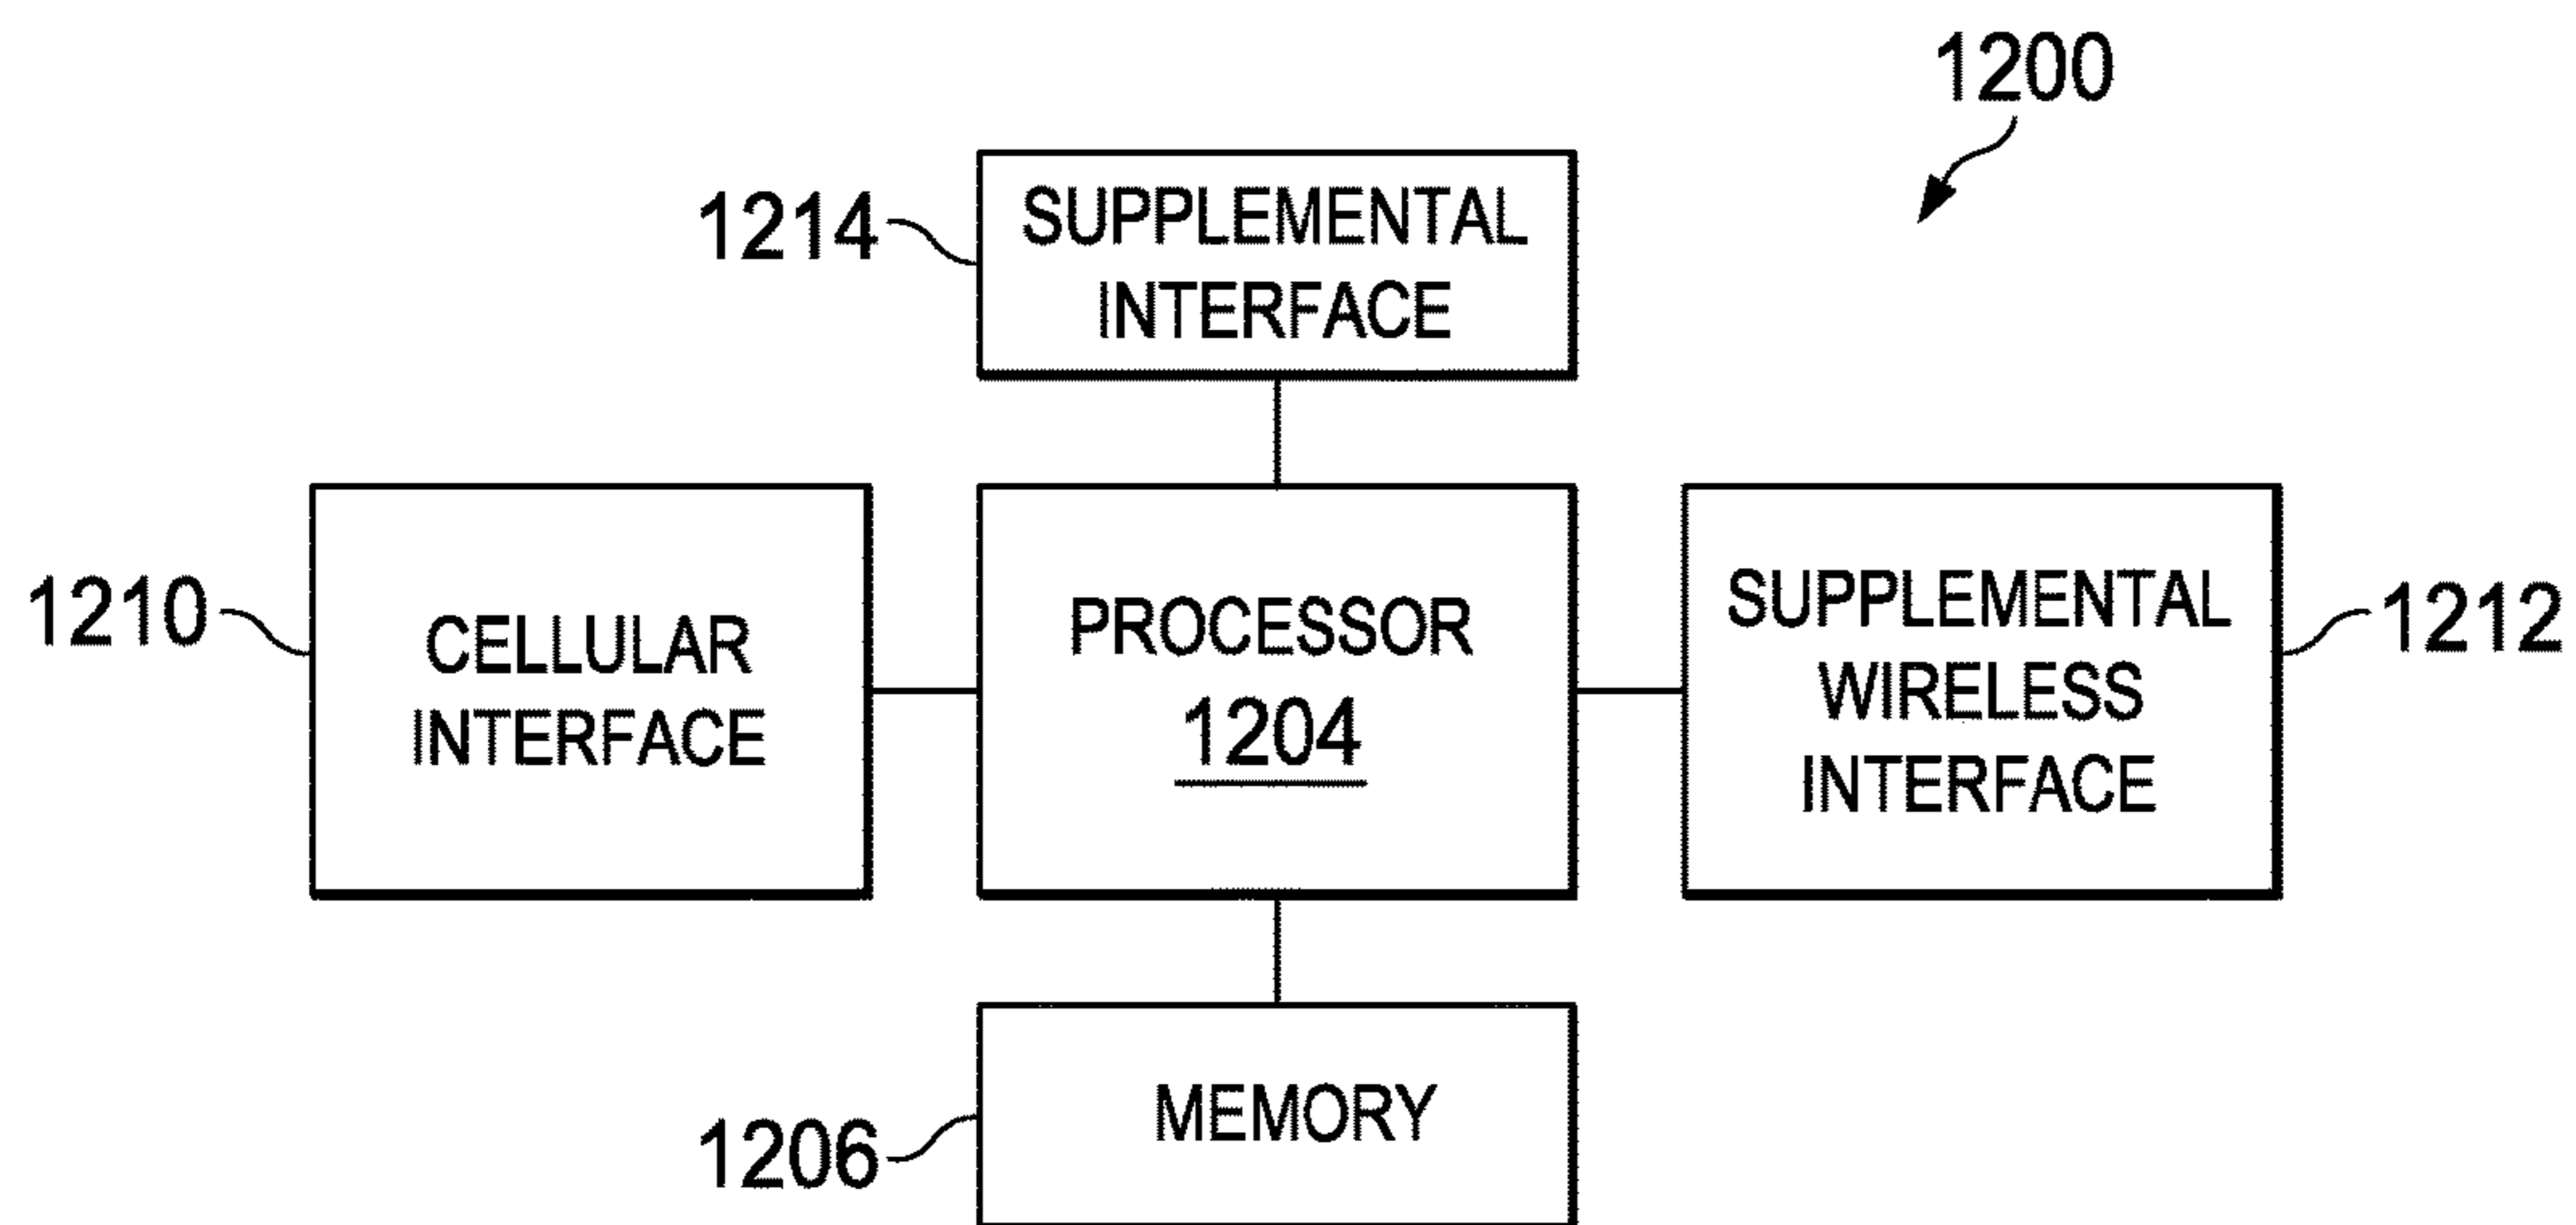 1200
1214
SUPPLEMENTAL
INTERFACE
1210
CELLULAR
INTERFACE
PROCESSOR
1204
SUPPLEMENTAL
WIRELESS
INTERFACE
1212
1206
MEMORY